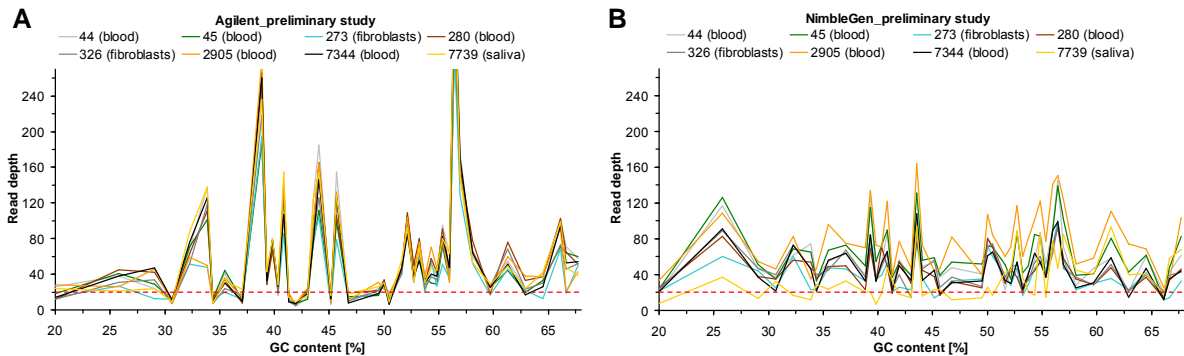 A
Agilent_preliminary study
44 (blood) 45 (blood) 273 (fibroblasts) 280 (blood)
326 (fibroblasts) 2905 (blood) 7344 (blood) 7739 (saliva)
Read depth
240
200
160
120
80
40
0
20 25 30 35 40 45 50 55 60 65
GC content [%]
B
NimbleGen_preliminary study
44 (blood) 45 (blood) 273 (fibroblasts) 280 (blood)
326 (fibroblasts) 2905 (blood) 7344 (blood) 7739 (saliva)
Read depth
240
200
160
120
80
40
0
20 25 30 35 40 45 50 55 60 65
GC content [%]